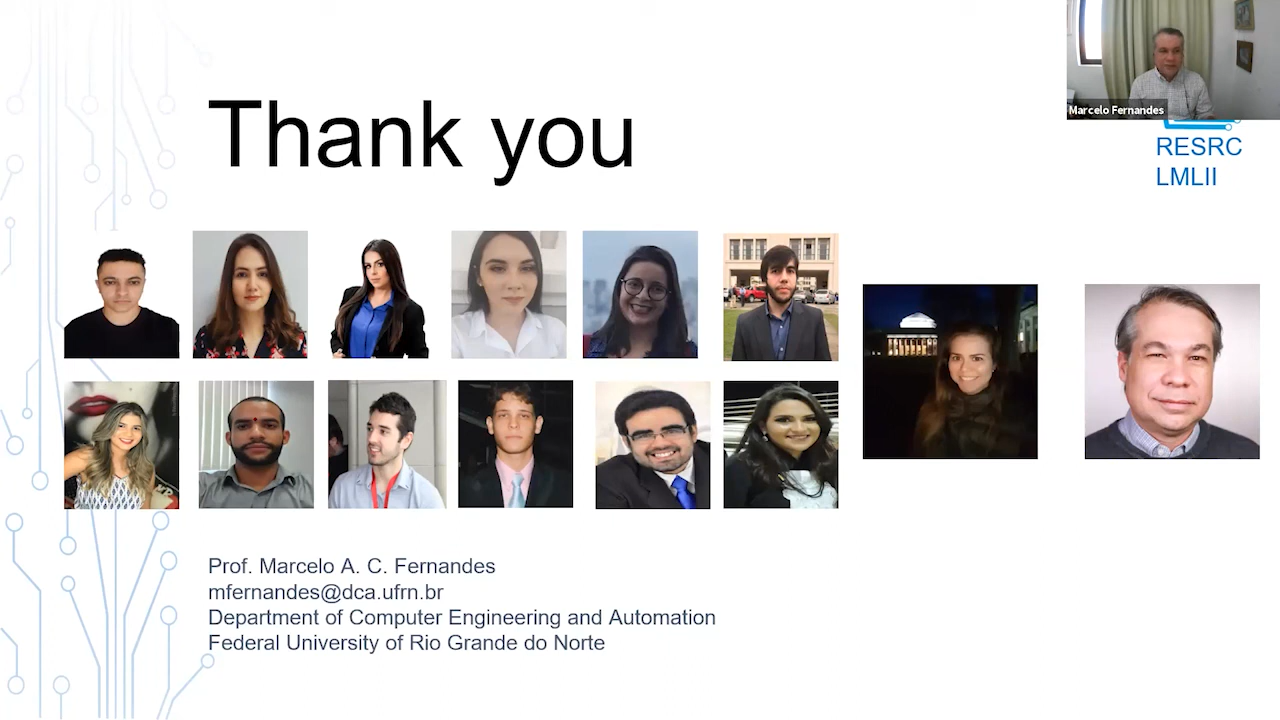 Thank you
Marcelo Fernandes
RESRC
LMLII
Prof. Marcelo A. C. Fernandes
mfernandes@dca.ufrn.br
Department of Computer Engineering and Automation
Federal University of Rio Grande do Norte